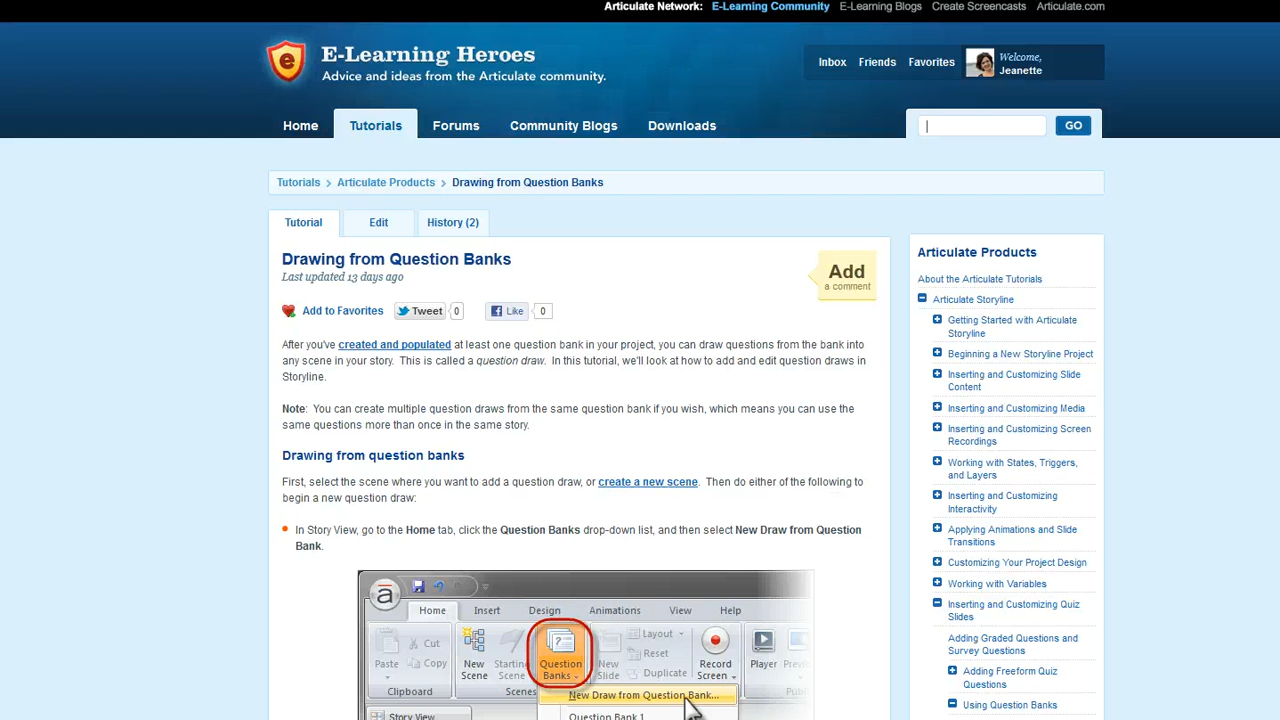 Articulate Network: E-Learning Community E-Learning Blogs Create Screencasts Articulate.com
E-Learning Heroes
Advice and ideas from the Articulate community.
Inbox Friends Favorites
Welcome,
Jeanette
Home Tutorials Forums Community Blogs Downloads
GO
Tutorials > Articulate Products > Drawing from Question Banks
Tutorial Edit History (2)
Drawing from Question Banks
Last updated 13 days ago
Add
a comment
Add to Favorites Tweet 0 Like 0
After you've created and populated at least one question bank in your project, you can draw questions from the bank into
any scene in your story. This is called a question draw. In this tutorial, we'll look at how to add and edit question draws in
Storyline.
Note: You can create multiple question draws from the same question bank if you wish, which means you can use the
same questions more than once in the same story.
Drawing from question banks
First, select the scene where you want to add a question draw, or create a new scene. Then do either of the following to
begin a new question draw:
In Story View, go to the Home tab, click the Question Banks drop-down list, and then select New Draw from Question
Bank.
Home Insert Design Animations View Help
Paste
Cut
Copy
Clipboard
New
Scene
Starting
Scene
Scenes
Question
Banks
New
Slide
Layout
Reset
Duplicate
Record
Screen
Player
New Draw from Question Bank...
Story View
Question Bank 1
Articulate Products
About the Articulate Tutorials
Articulate Storyline
Getting Started with Articulate
Storyline
Beginning a New Storyline Project
Inserting and Customizing Slide
Content
Inserting and Customizing Media
Inserting and Customizing Screen
Recordings
Working with States, Triggers,
and Layers
Inserting and Customizing
Interactivity
Applying Animations and Slide
Transitions
Customizing Your Project Design
Working with Variables
Inserting and Customizing Quiz
Slides
Adding Graded Questions and
Survey Questions
Adding Freeform Quiz
Questions
Using Question Banks